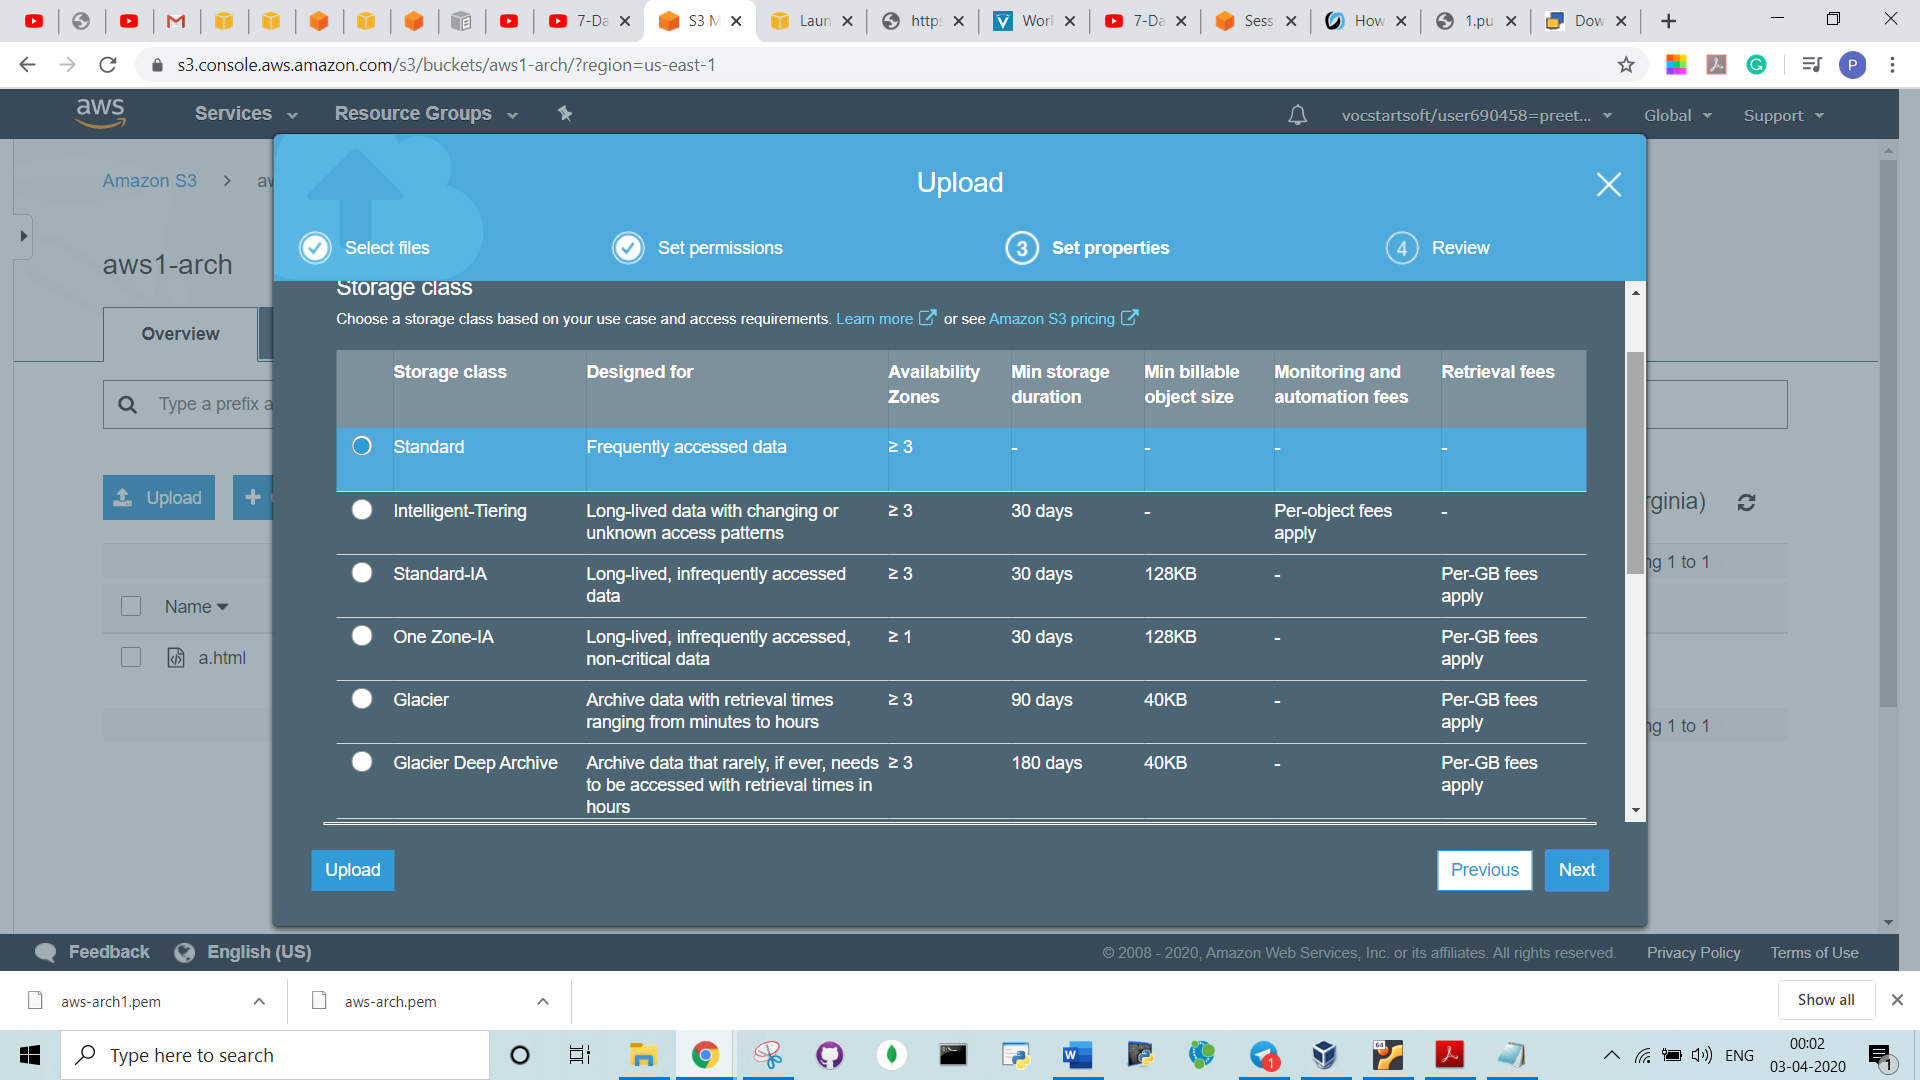 7-Da
S3 M
Laun
http:
Work
7-Da
Sessi
How
1.pu
Dow
s3.console.aws.amazon.com/s3/buckets/aws1-arch/?region=us-east-1
P
aws
Services
Resource Groups
vocstartsoft/user690458=preet...
Global
Support
Amazon S3
Upload
Select files
Set permissions
3 Set properties
4 Review
aws1-arch
Storage class
Choose a storage class based on your use case and access requirements. Learn more or see Amazon S3 pricing
Overview
Type a prefix a
Storage class Designed for Availability Zones Min storage duration Min billable object size Monitoring and automation fees Retrieval fees
Standard Frequently accessed data ≥ 3 - - - -
Intelligent-Tiering Long-lived data with changing or unknown access patterns ≥ 3 30 days - Per-object fees apply -
Standard-IA Long-lived, infrequently accessed data ≥ 3 30 days 128KB - Per-GB fees apply
One Zone-IA Long-lived, infrequently accessed, non-critical data ≥ 1 30 days 128KB - Per-GB fees apply
Glacier Archive data with retrieval times ranging from minutes to hours ≥ 3 90 days 40KB - Per-GB fees apply
Glacier Deep Archive Archive data that rarely, if ever, needs to be accessed with retrieval times in hours ≥ 3 180 days 40KB - Per-GB fees apply
Upload
rginia)
ng 1 to 1
Name
a.html
ng 1 to 1
Upload
Previous
Next
Feedback
English (US)
© 2008 - 2020, Amazon Web Services, Inc. or its affiliates. All rights reserved.
Privacy Policy
Terms of Use
aws-arch1.pem
aws-arch.pem
Show all
Type here to search
ENG
00:02
03-04-2020
1